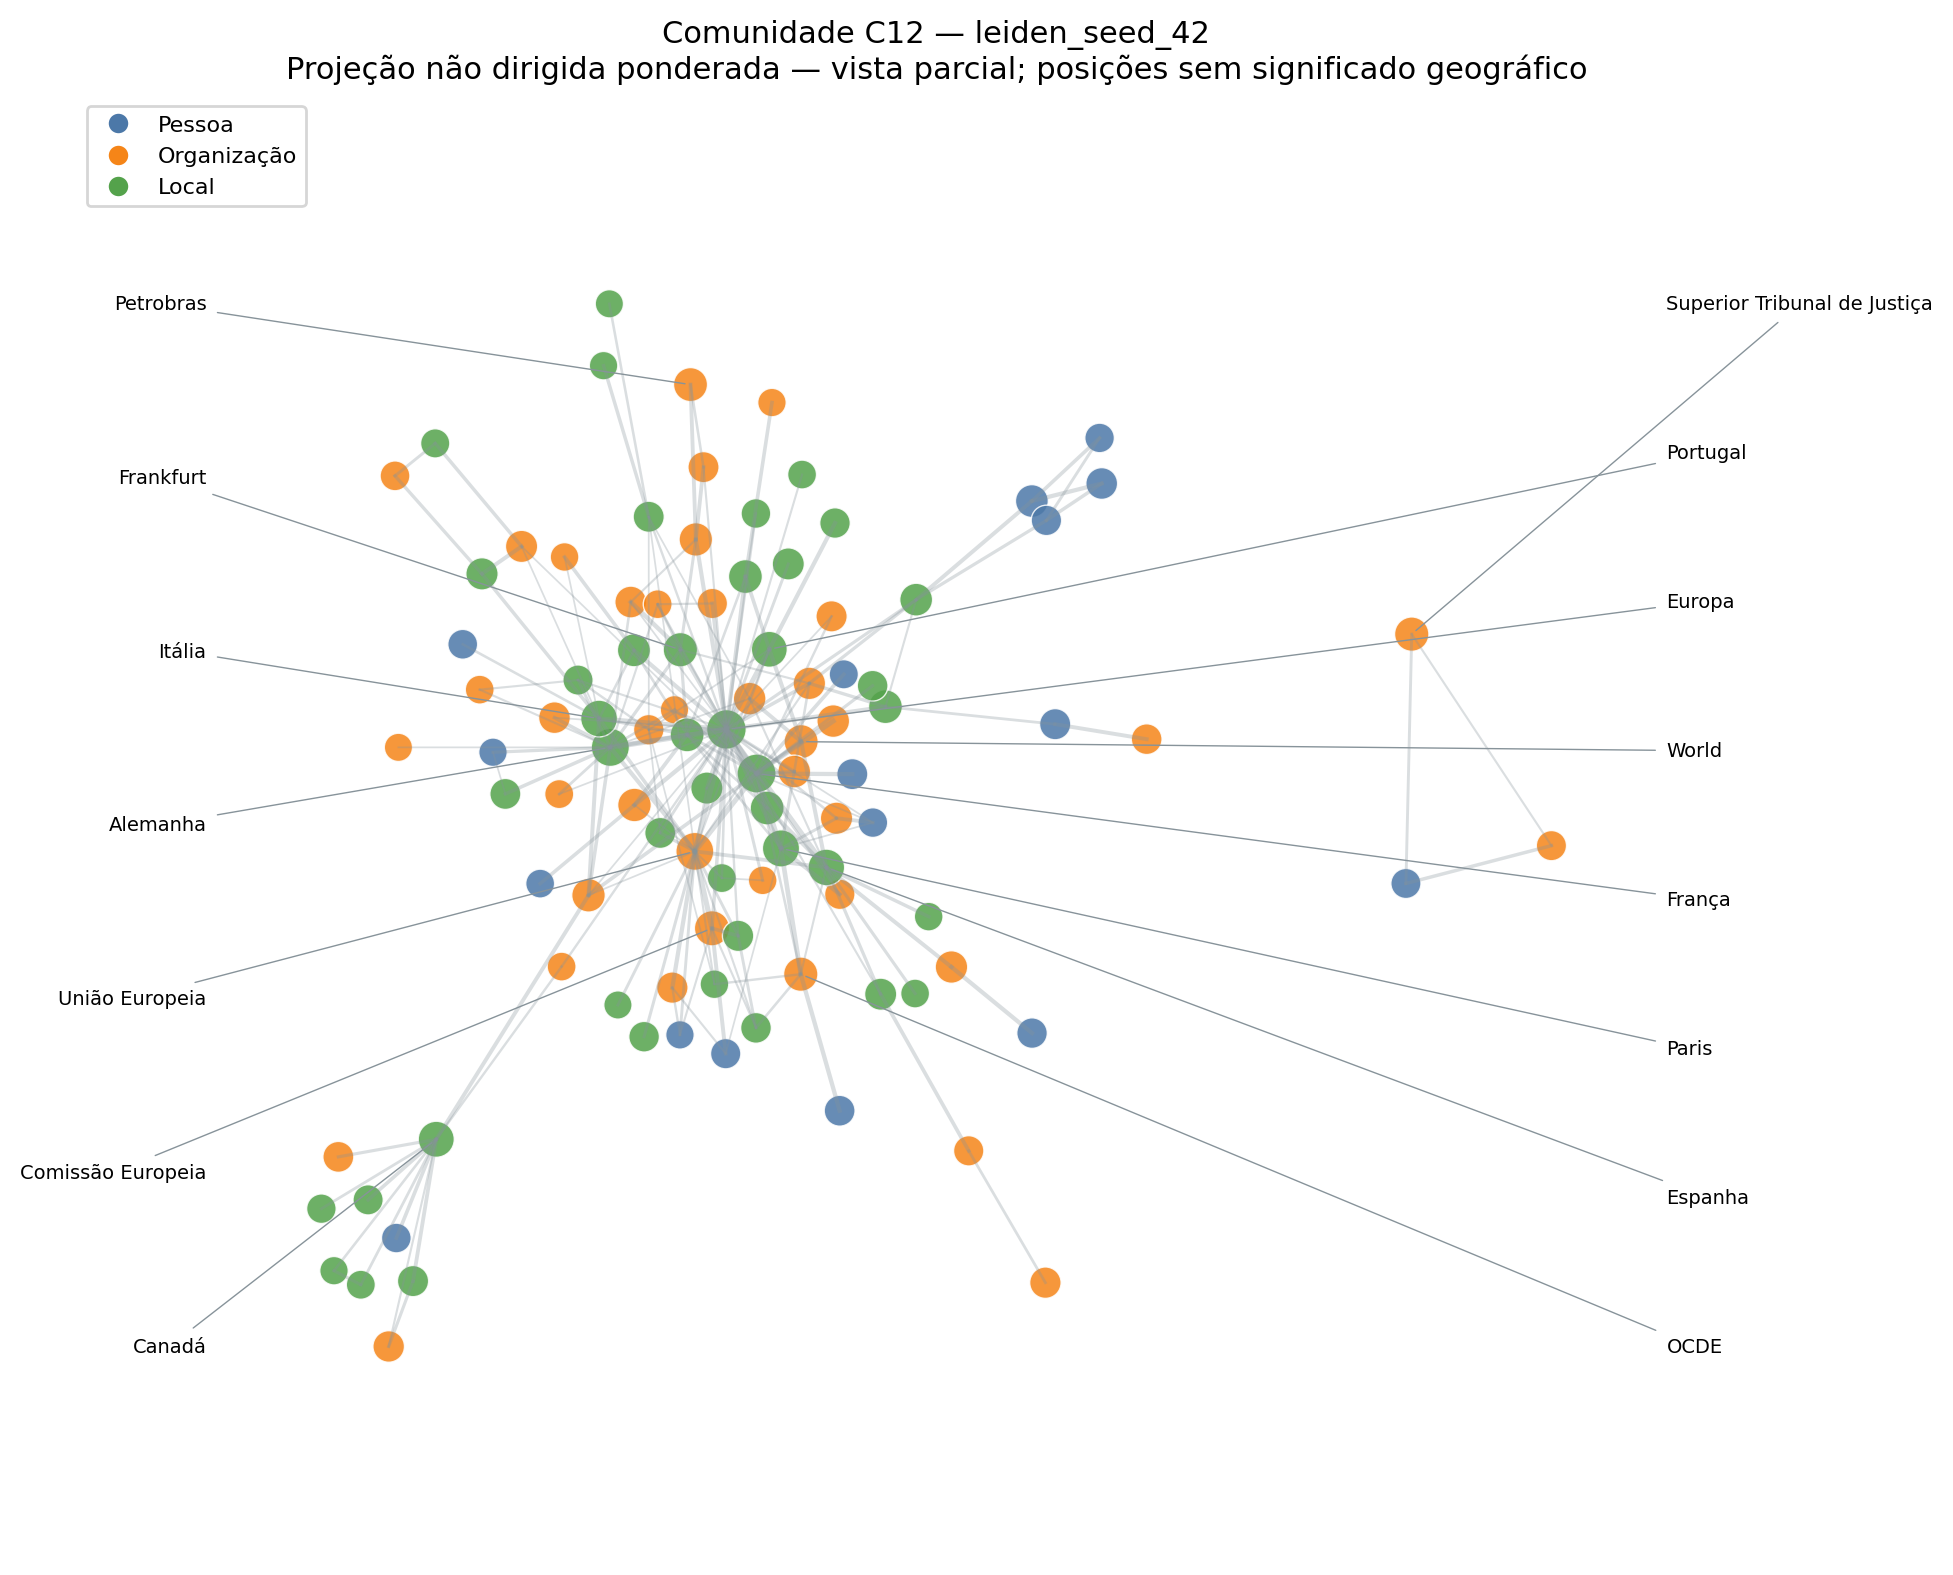 Comunidade C12 — leiden_seed_42
Projeção não dirigida ponderada — vista parcial; posições sem significado geográfico
Pessoa
Organização
Local
Petrobras
Frankfurt
Itália
Alemanha
União Europeia
Comissão Europeia
Canadá
Superior Tribunal de Justiça
Portugal
Europa
World
França
Paris
Espanha
OCDE